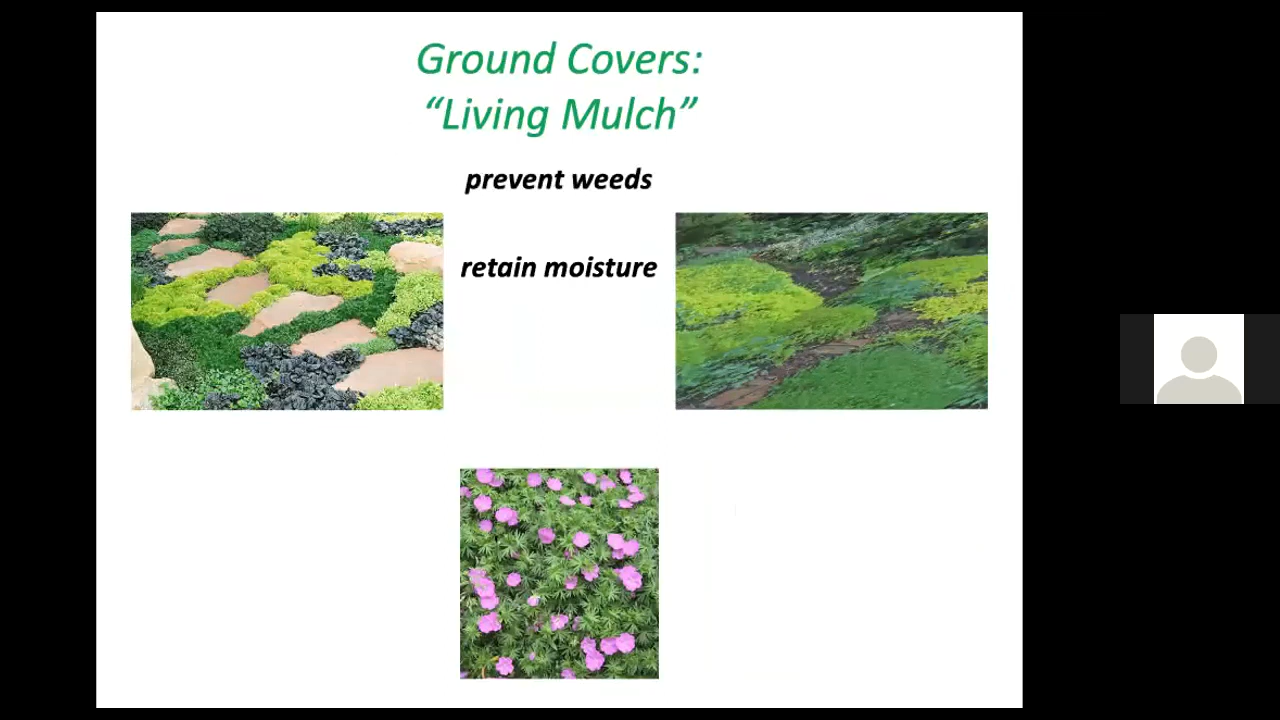 Ground Covers:
“Living Mulch”
prevent weeds
retain moisture